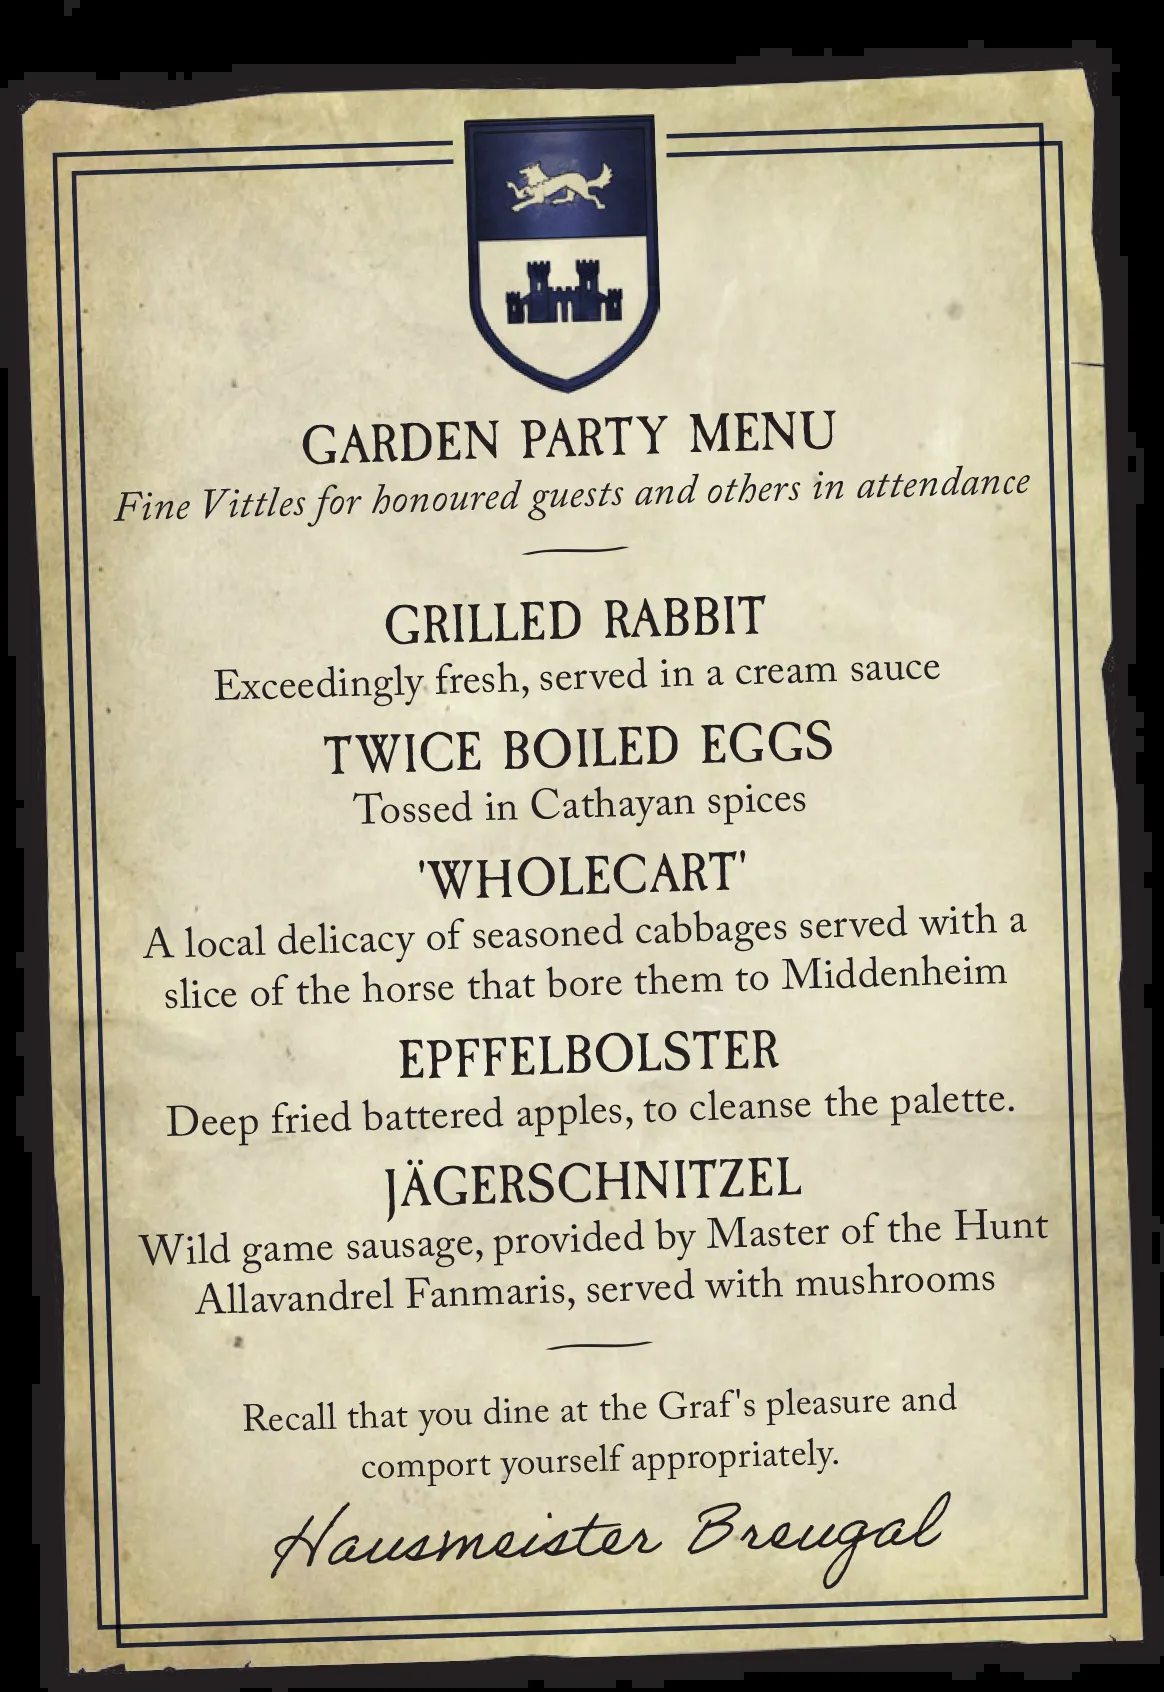 GARDEN PARTY MENU
Fine Vittles for honoured guests and others in attendance
GRILLED RABBIT
Exceedingly fresh, served in a cream sauce
TWICE BOILED EGGS
Tossed in Cathayan spices
'WHOLECART'
A local delicacy of seasoned cabbages served with a
slice of the horse that bore them to Middenheim
EPFFELBOLSTER
Deep fried battered apples, to cleanse the palette.
JÄGERSCHNITZEL
Wild game sausage, provided by Master of the Hunt
Allavandrel Fanmaris, served with mushrooms
Recall that you dine at the Graf's pleasure and
comport yourself appropriately.
Hausmeister Breugal